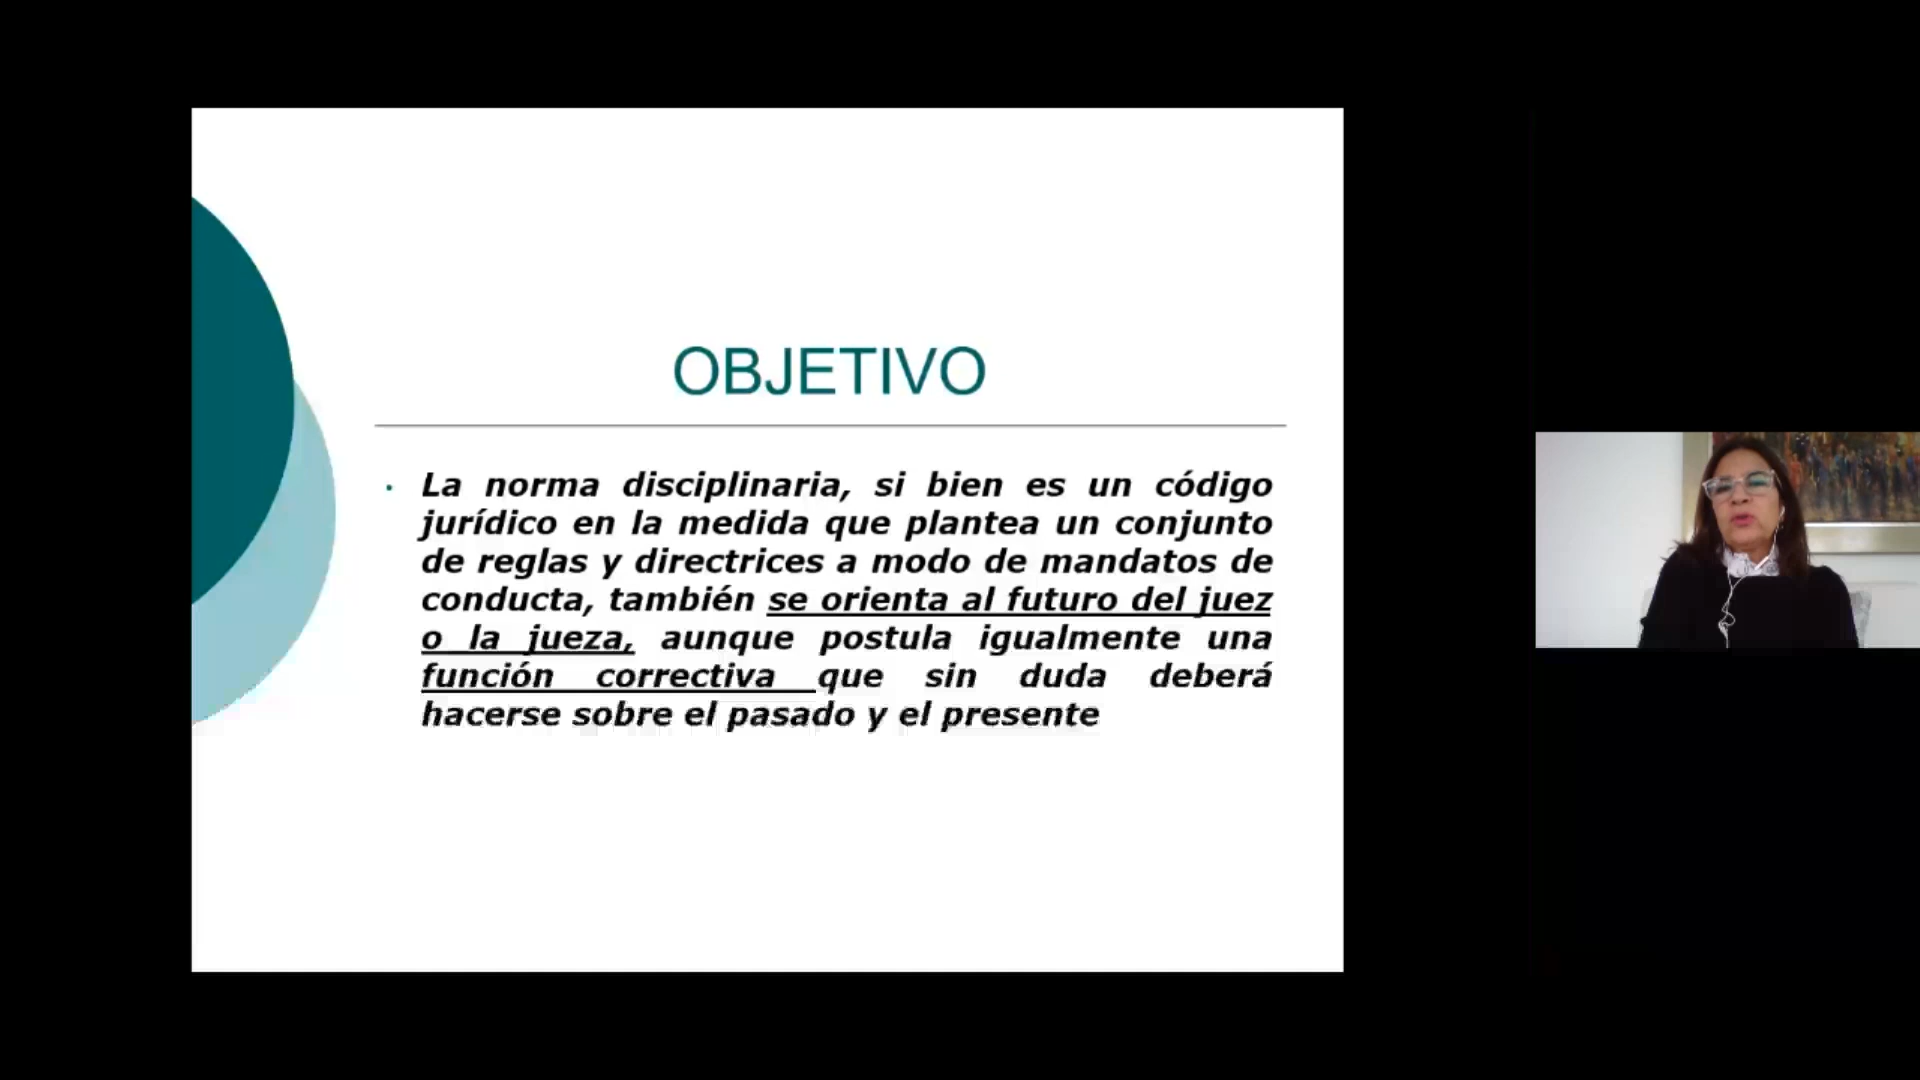 OBJETIVO
La norma disciplinaria, si bien es un código
jurídico en la medida que plantea un conjunto
de reglas y directrices a modo de mandatos de
conducta, también se orienta al futuro del juez
o la jueza, aunque postula igualmente una
función correctiva que sin duda deberá
hacerse sobre el pasado y el presente